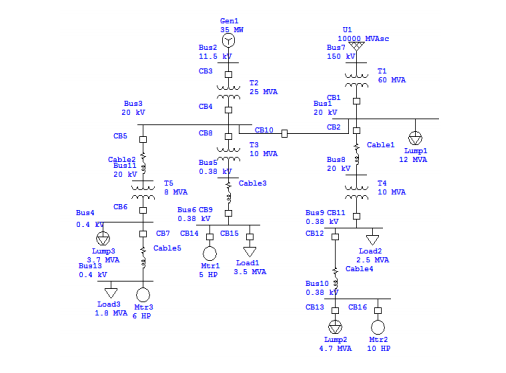 Gen1
35 MW
U1
10000 MVAsc
Bus2
11.5 kV
Bus7
150 kV
CB3
T1
60 MVA
T2
25 MVA
CB1
Bus3
20 kV
CB4
Bus1
20 kV
CB5
CB8
CB10
CB2
T3
10 MVA
Cable1
Lump1
12 MVA
Cable2
Bus11
20 kV
Bus5
0.38 kV
Bus8
20 kV
T5
8 MVA
Cable3
T4
10 MVA
CB6
Bus4
0.4 kV
Bus6
0.38 kV
CB9
Bus9
0.38 kV
CB11
CB7
CB14
CB15
CB12
Lump3
3.7 MVA
Cable5
Mtr1
5 HP
Load1
3.5 MVA
Load2
2.5 MVA
Bus13
0.4 kV
Cable4
Bus10
0.38 kV
Load3
1.8 MVA
Mtr3
6 HP
CB13
CB16
Lump2
4.7 MVA
Mtr2
10 HP